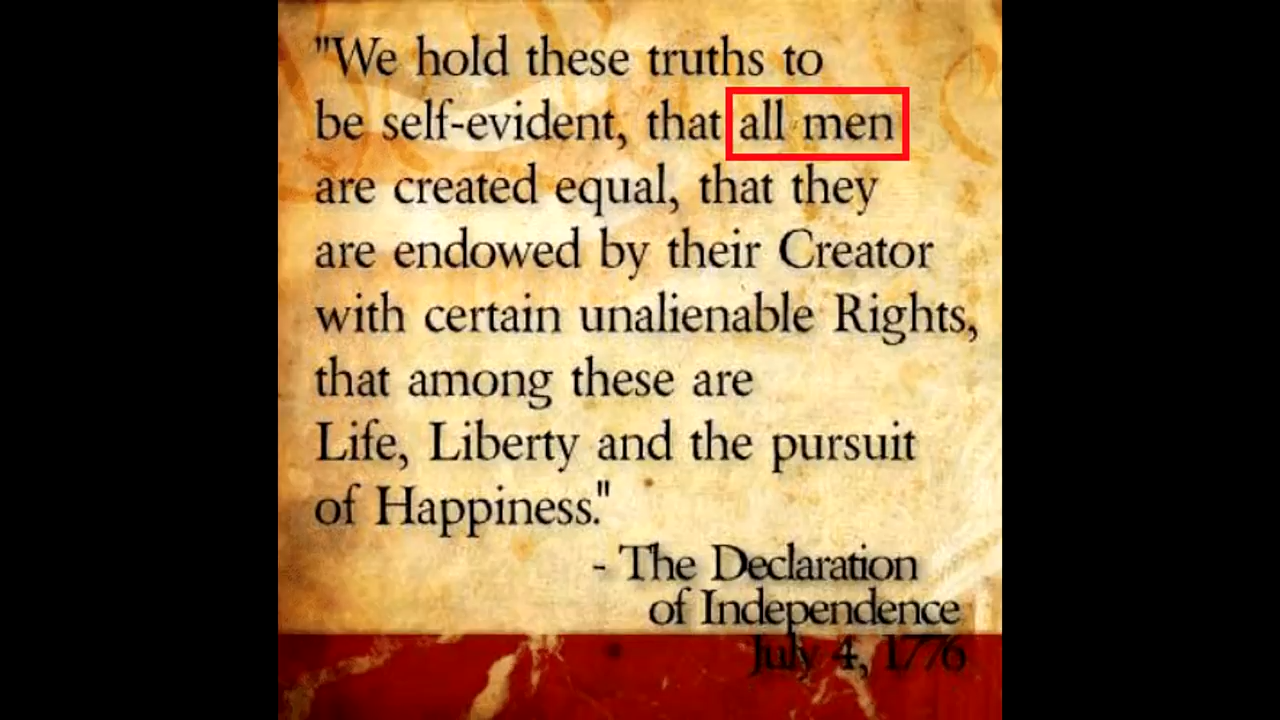 "We hold these truths to
be self-evident, that all men
are created equal, that they
are endowed by their Creator
with certain unalienable Rights,
that among these are
Life, Liberty and the pursuit
of Happiness."
- The Declaration
of Independence
July 4, 1776